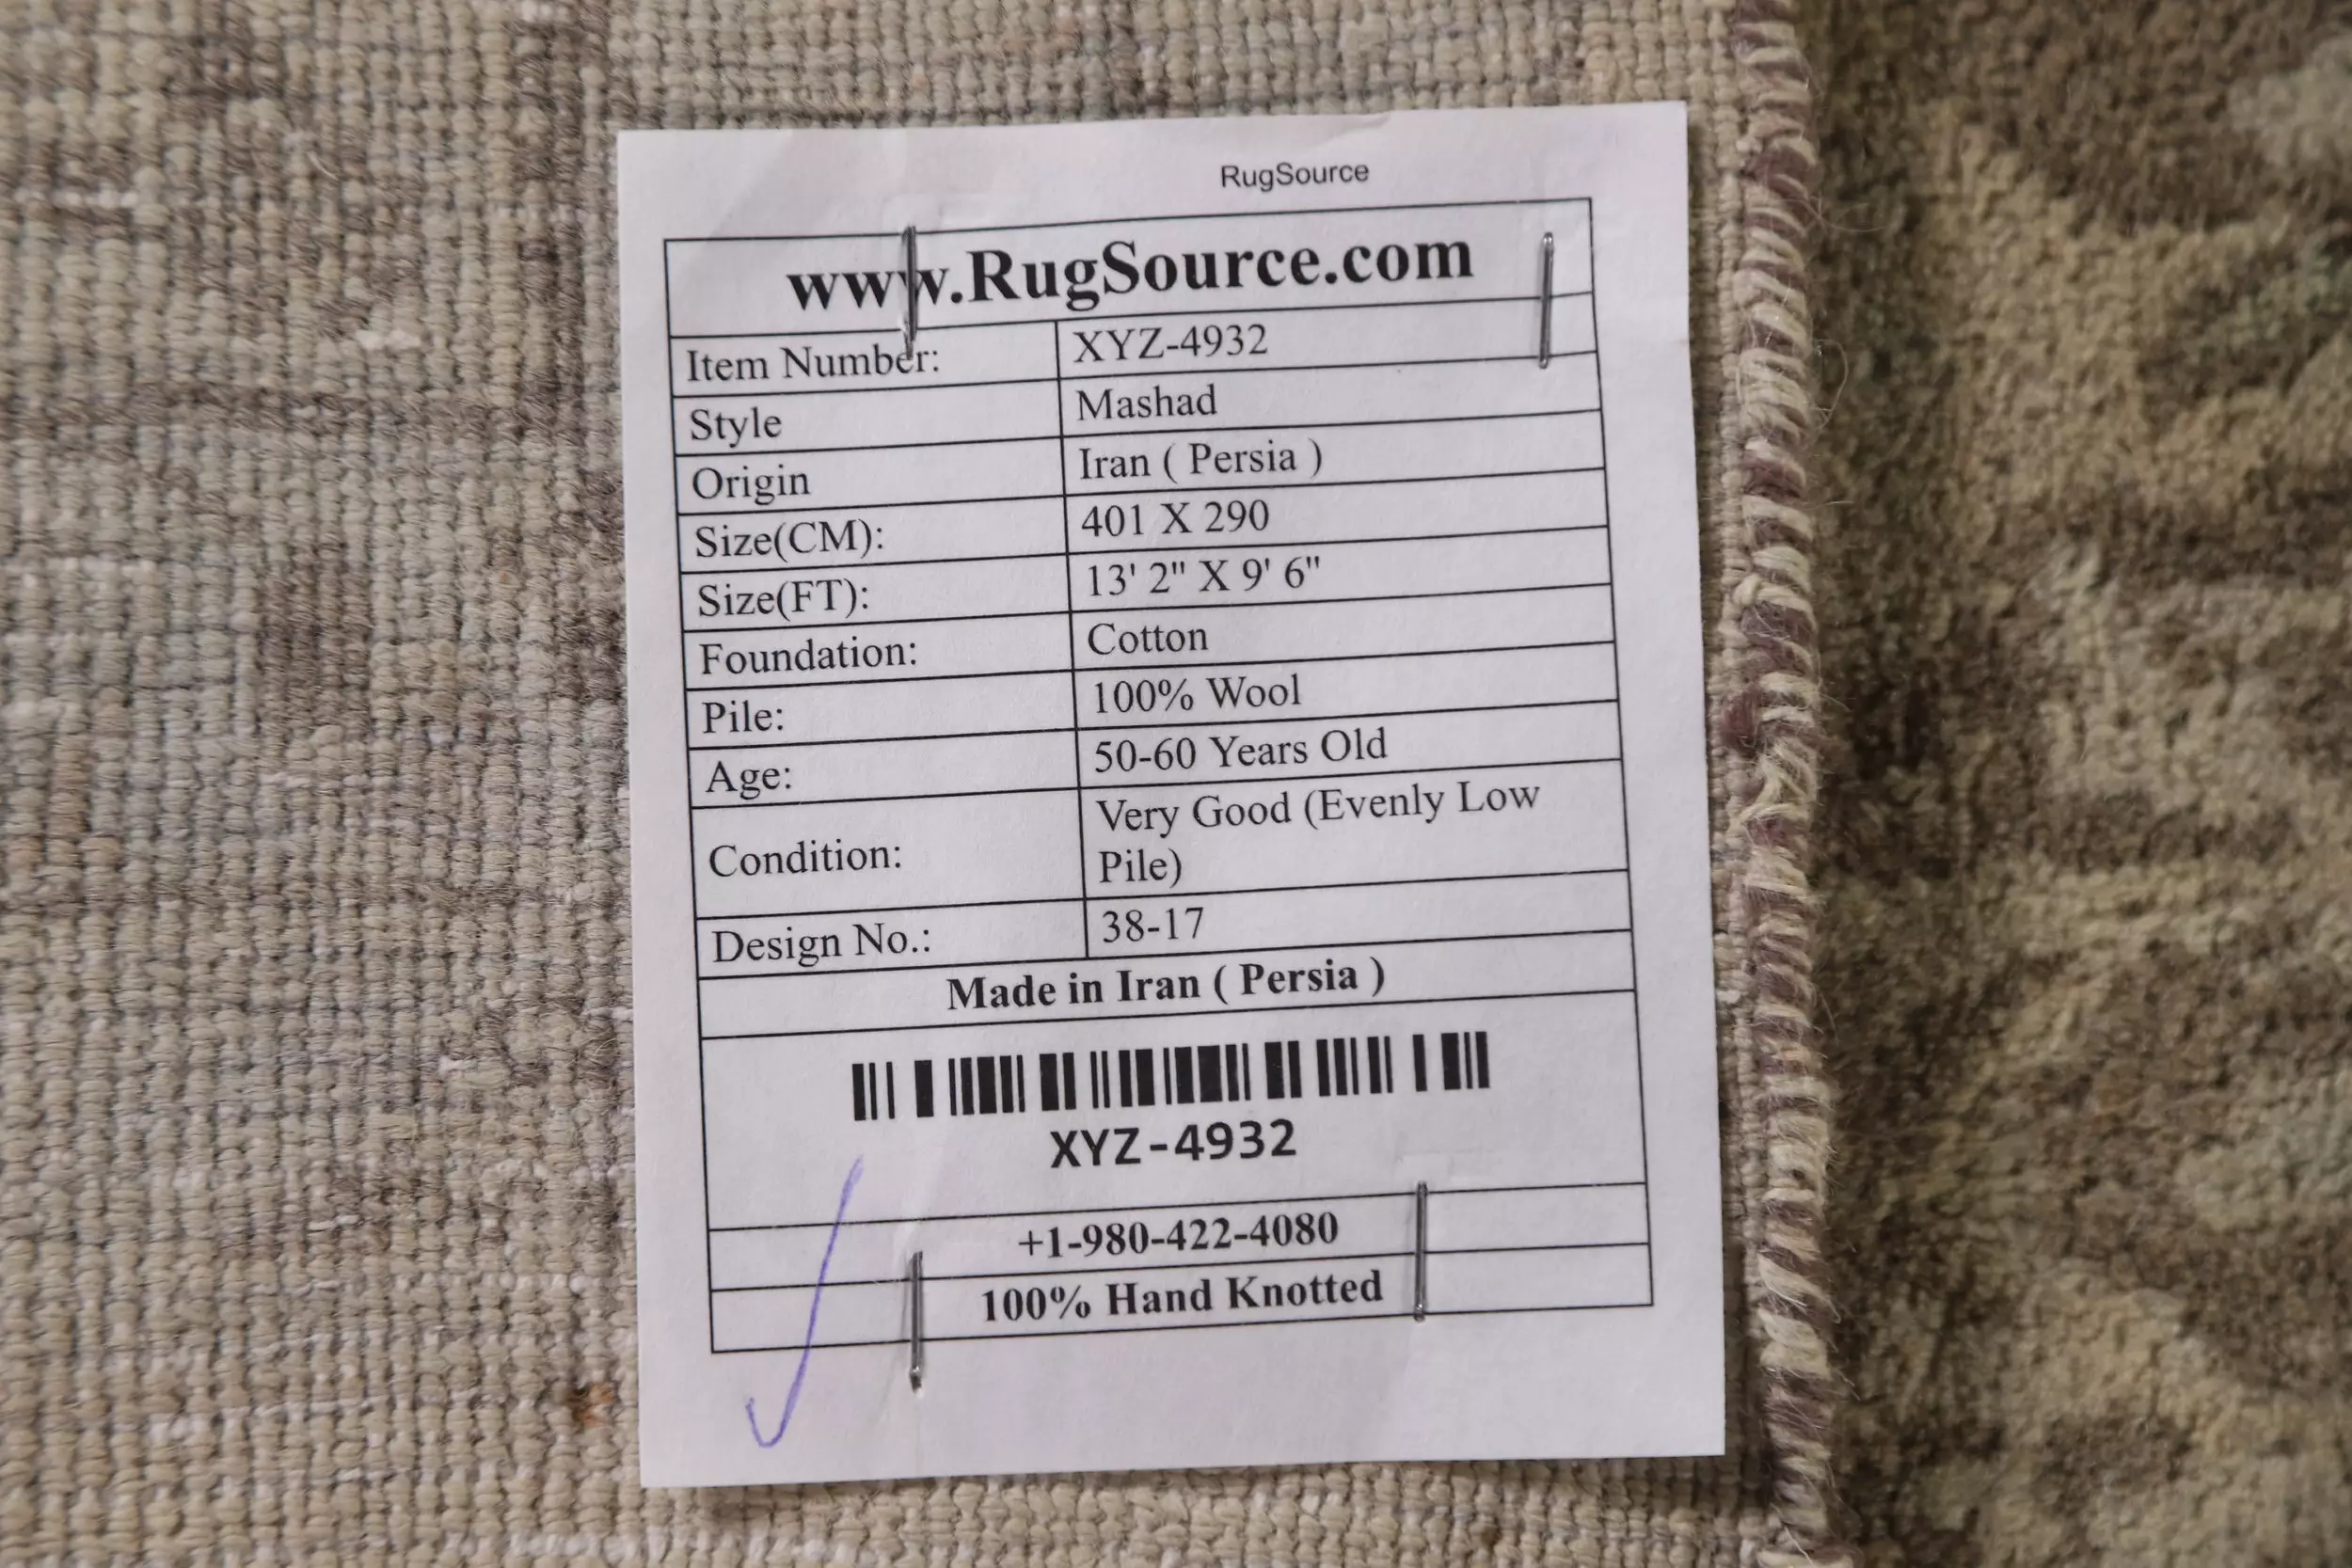 RugSource
www.RugSource.com
Item Number: XYZ-4932
Style Mashad
Origin Iran ( Persia )
Size(CM): 401 X 290
Size(FT): 13' 2" X 9' 6"
Foundation: Cotton
Pile: 100% Wool
Age: 50-60 Years Old
Condition: Very Good (Evenly Low
Pile)
Design No.: 38-17
Made in Iran ( Persia )
XYZ-4932
+1-980-422-4080
100% Hand Knotted